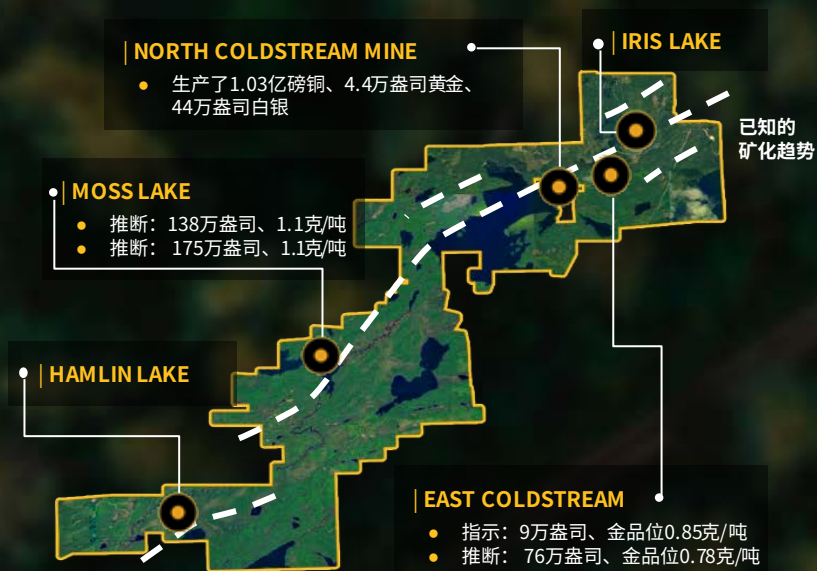 NORTH COLDSTREAM MINE
● 生产了1.03亿磅铜、4.4万盎司黄金、
44万盎司白银
IRIS LAKE
已知的
矿化趋势
MOSS LAKE
● 推断：138万盎司、1.1克/吨
● 推断： 175万盎司、1.1克/吨
HAMLIN LAKE
EAST COLDSTREAM
● 指示：9万盎司、金品位0.85克/吨
● 推断： 76万盎司、金品位0.78克/吨